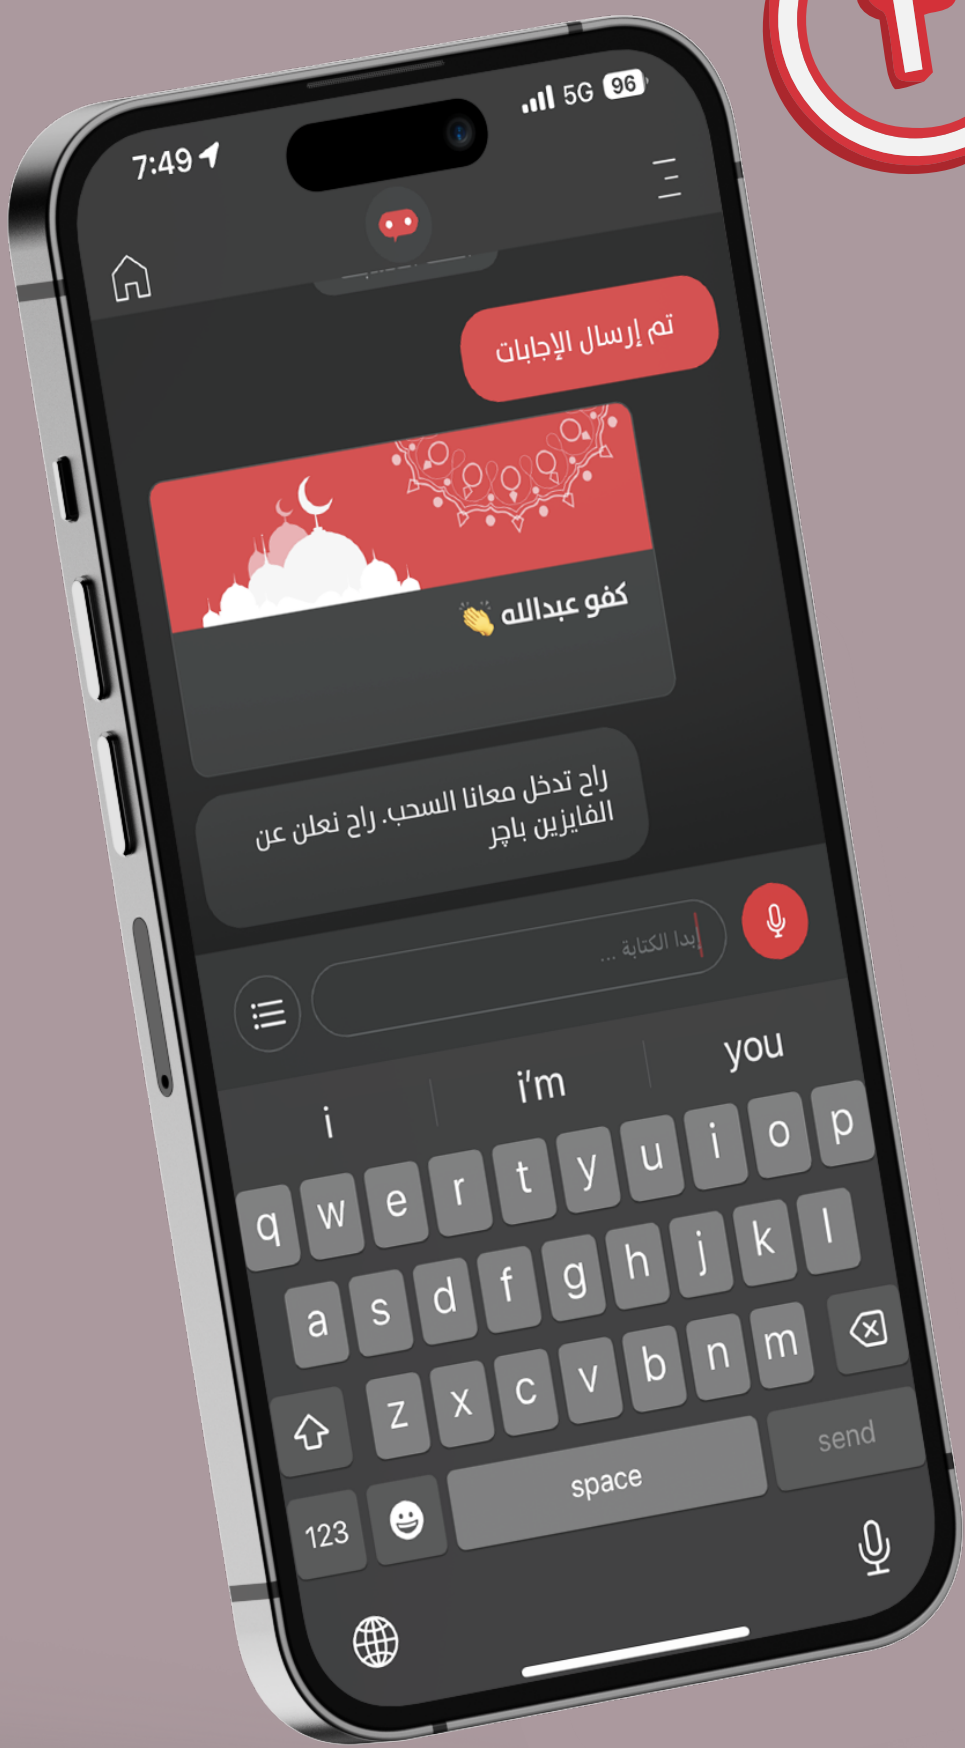 7:49
5G 96
تم إرسال الإجابات
كفو عبدالله 👏
راح تدخل معانا السحب. راح نعلن عن
الفايزين باچر
إبدا الكتابة ...
i i'm you
q w e r t y u i o p
a s d f g h j k l
z x c v b n m
123 space send